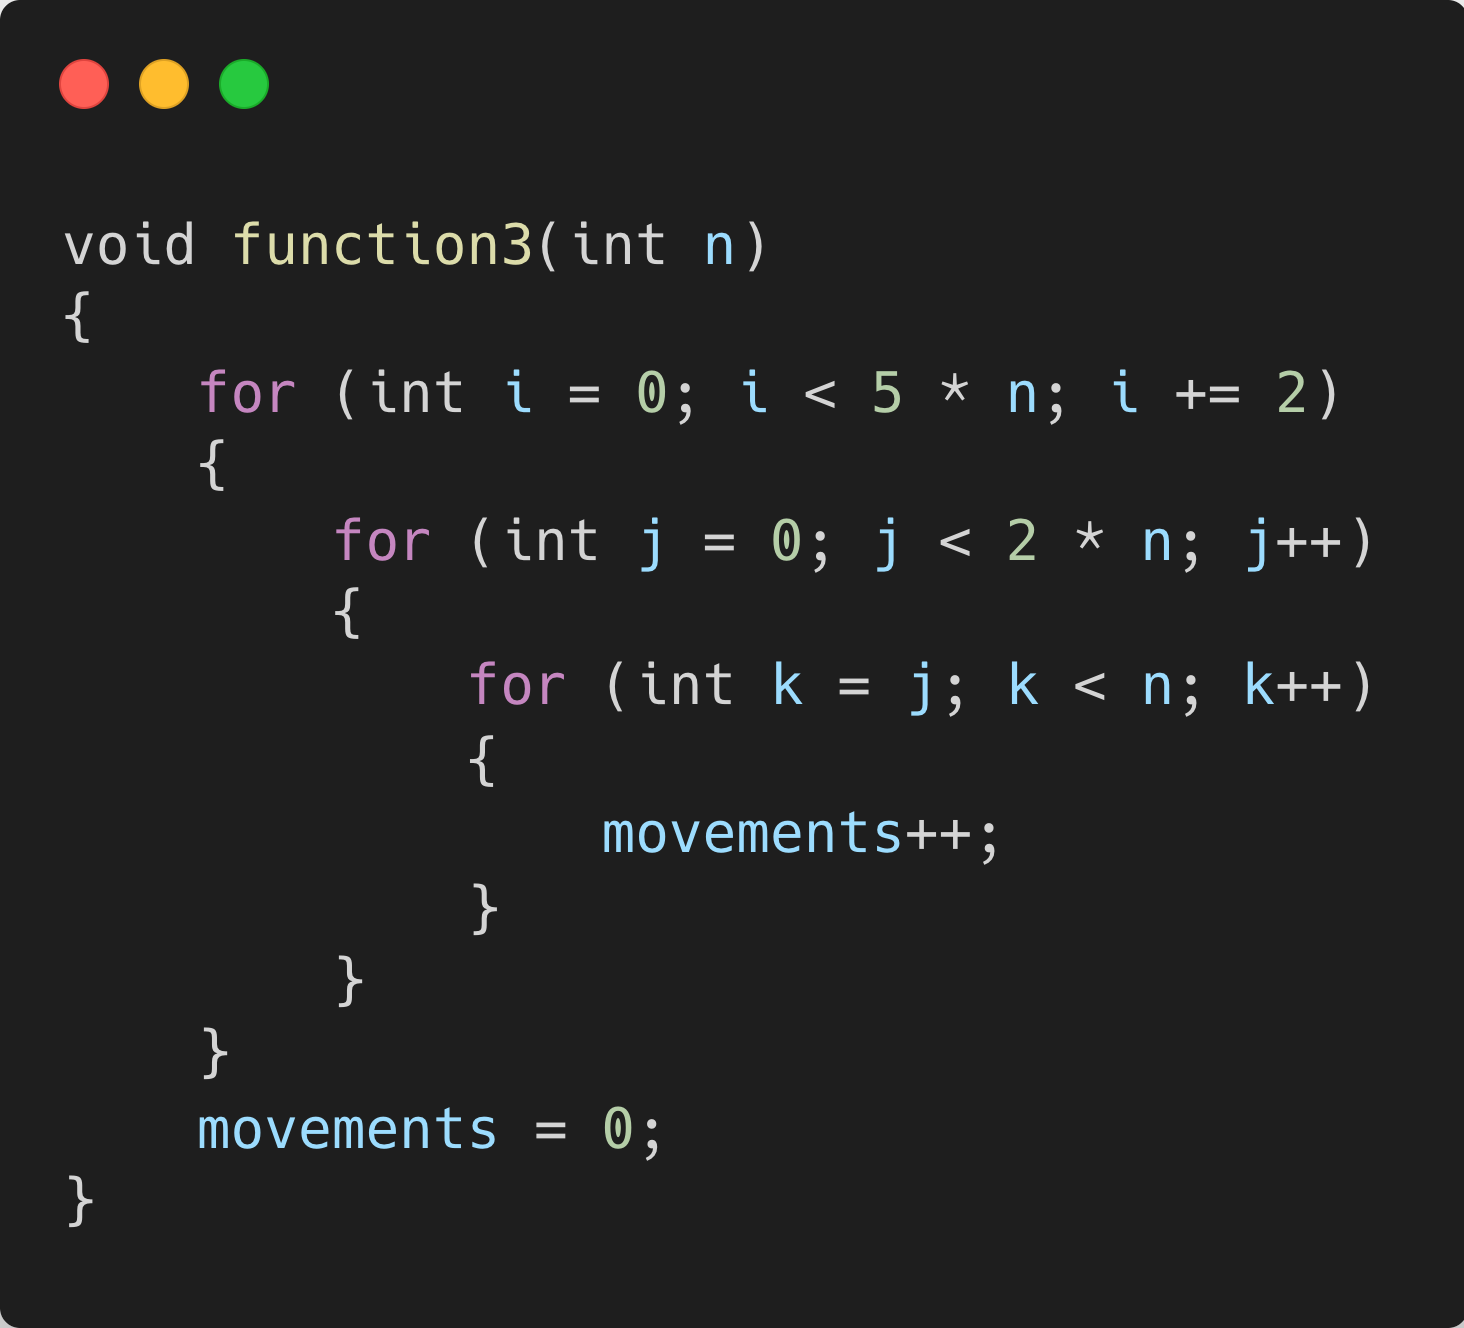 void function3(int n)
{
    for (int i = 0; i < 5 * n; i += 2)
    {
        for (int j = 0; j < 2 * n; j++)
        {
            for (int k = j; k < n; k++)
            {
                movements++;
            }
        }
    }
    movements = 0;
}